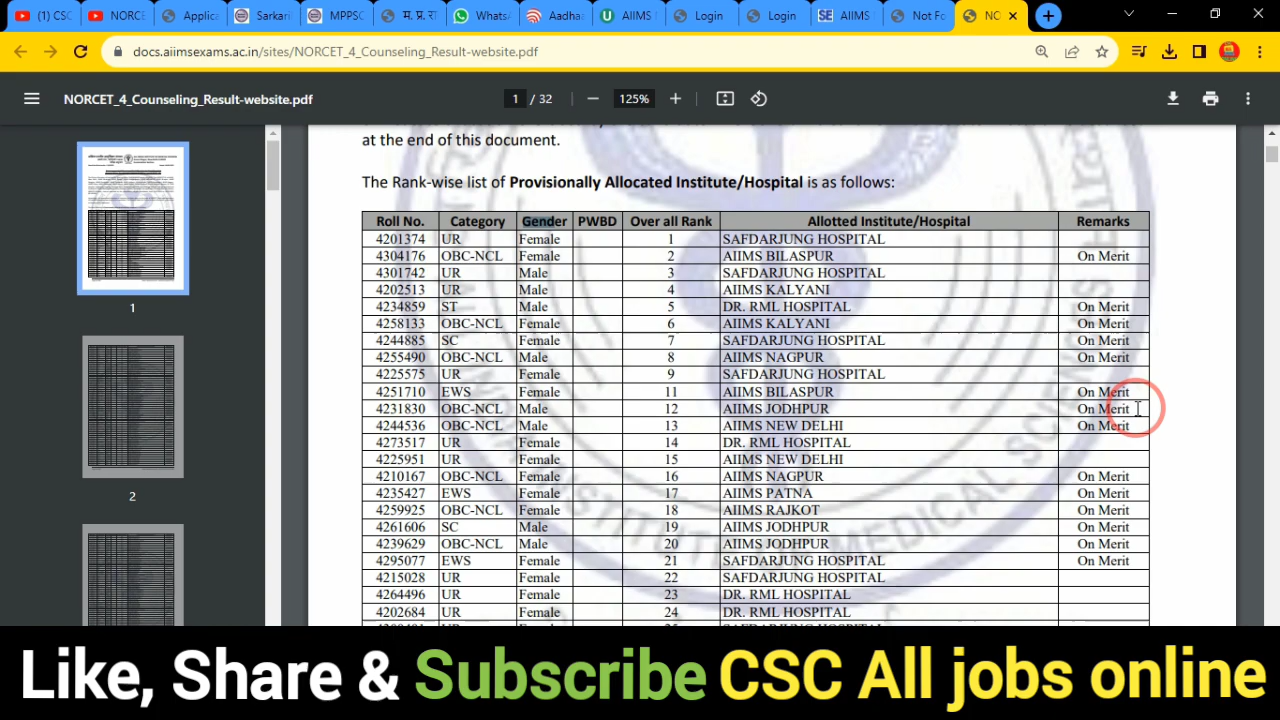 (1) CSC
NORCE
Applica
Sarkari
MPPSC
म. प्र. रा
WhatsA
Aadhaa
AIIMS
Login
Login
AIIMS
Not Fo
docs.aiimsexams.ac.in/sites/NORCET_4_Counseling_Result-website.pdf
NORCET_4_Counseling_Result-website.pdf
1 / 32
125%
at the end of this document.
The Rank-wise list of Provisionally Allocated Institute/Hospital is as follows:
Roll No. Category Gender PWBD Over all Rank Allotted Institute/Hospital Remarks
4201374 UR Female 1 SAFDARJUNG HOSPITAL
4304176 OBC-NCL Female 2 AIIMS BILASPUR On Merit
4301742 UR Male 3 SAFDARJUNG HOSPITAL
4202513 UR Male 4 AIIMS KALYANI
4234859 ST Male 5 DR. RML HOSPITAL On Merit
4258133 OBC-NCL Female 6 AIIMS KALYANI On Merit
4244885 SC Female 7 SAFDARJUNG HOSPITAL On Merit
4255490 OBC-NCL Male 8 AIIMS NAGPUR On Merit
4225575 UR Female 9 SAFDARJUNG HOSPITAL
4251710 EWS Female 11 AIIMS BILASPUR On Merit
4231830 OBC-NCL Male 12 AIIMS JODHPUR On Merit
4244536 OBC-NCL Male 13 AIIMS NEW DELHI On Merit
4273517 UR Female 14 DR. RML HOSPITAL
4225951 UR Female 15 AIIMS NEW DELHI
4210167 OBC-NCL Female 16 AIIMS NAGPUR On Merit
4235427 EWS Female 17 AIIMS PATNA On Merit
4259925 OBC-NCL Female 18 AIIMS RAJKOT On Merit
4261606 SC Male 19 AIIMS JODHPUR On Merit
4239629 OBC-NCL Male 20 AIIMS JODHPUR On Merit
4295077 EWS Female 21 SAFDARJUNG HOSPITAL On Merit
4215028 UR Female 22 SAFDARJUNG HOSPITAL
4264496 UR Female 23 DR. RML HOSPITAL
4202684 UR Female 24 DR. RML HOSPITAL
1
2
Like, Share & Subscribe CSC All jobs online